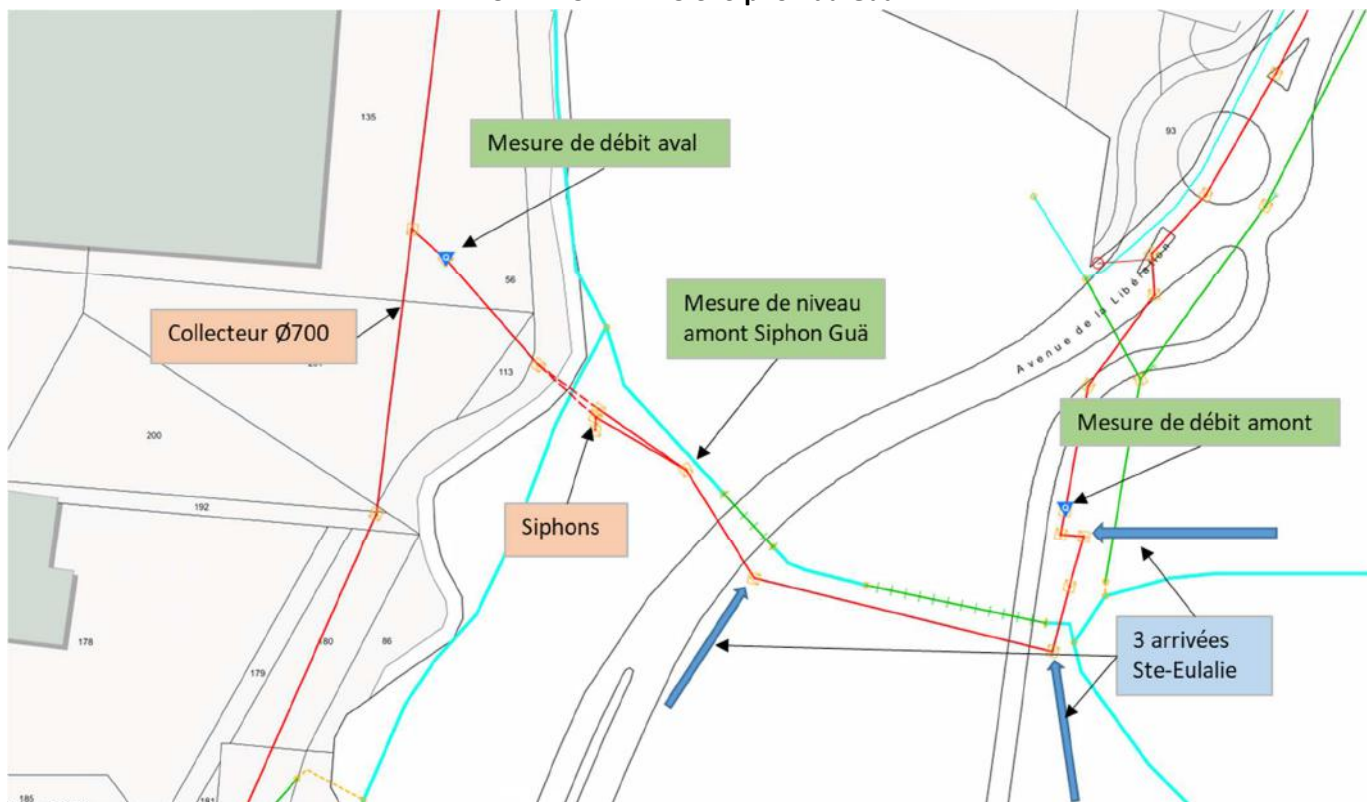 135
93
Mesure de débit aval
56
Mesure de niveau
amont Siphon Guä
Collecteur Ø700
Avenue de la Libération
113
200
Mesure de débit amont
192
Siphons
3 arrivées
Ste-Eulalie
178
180
86
179
185
181